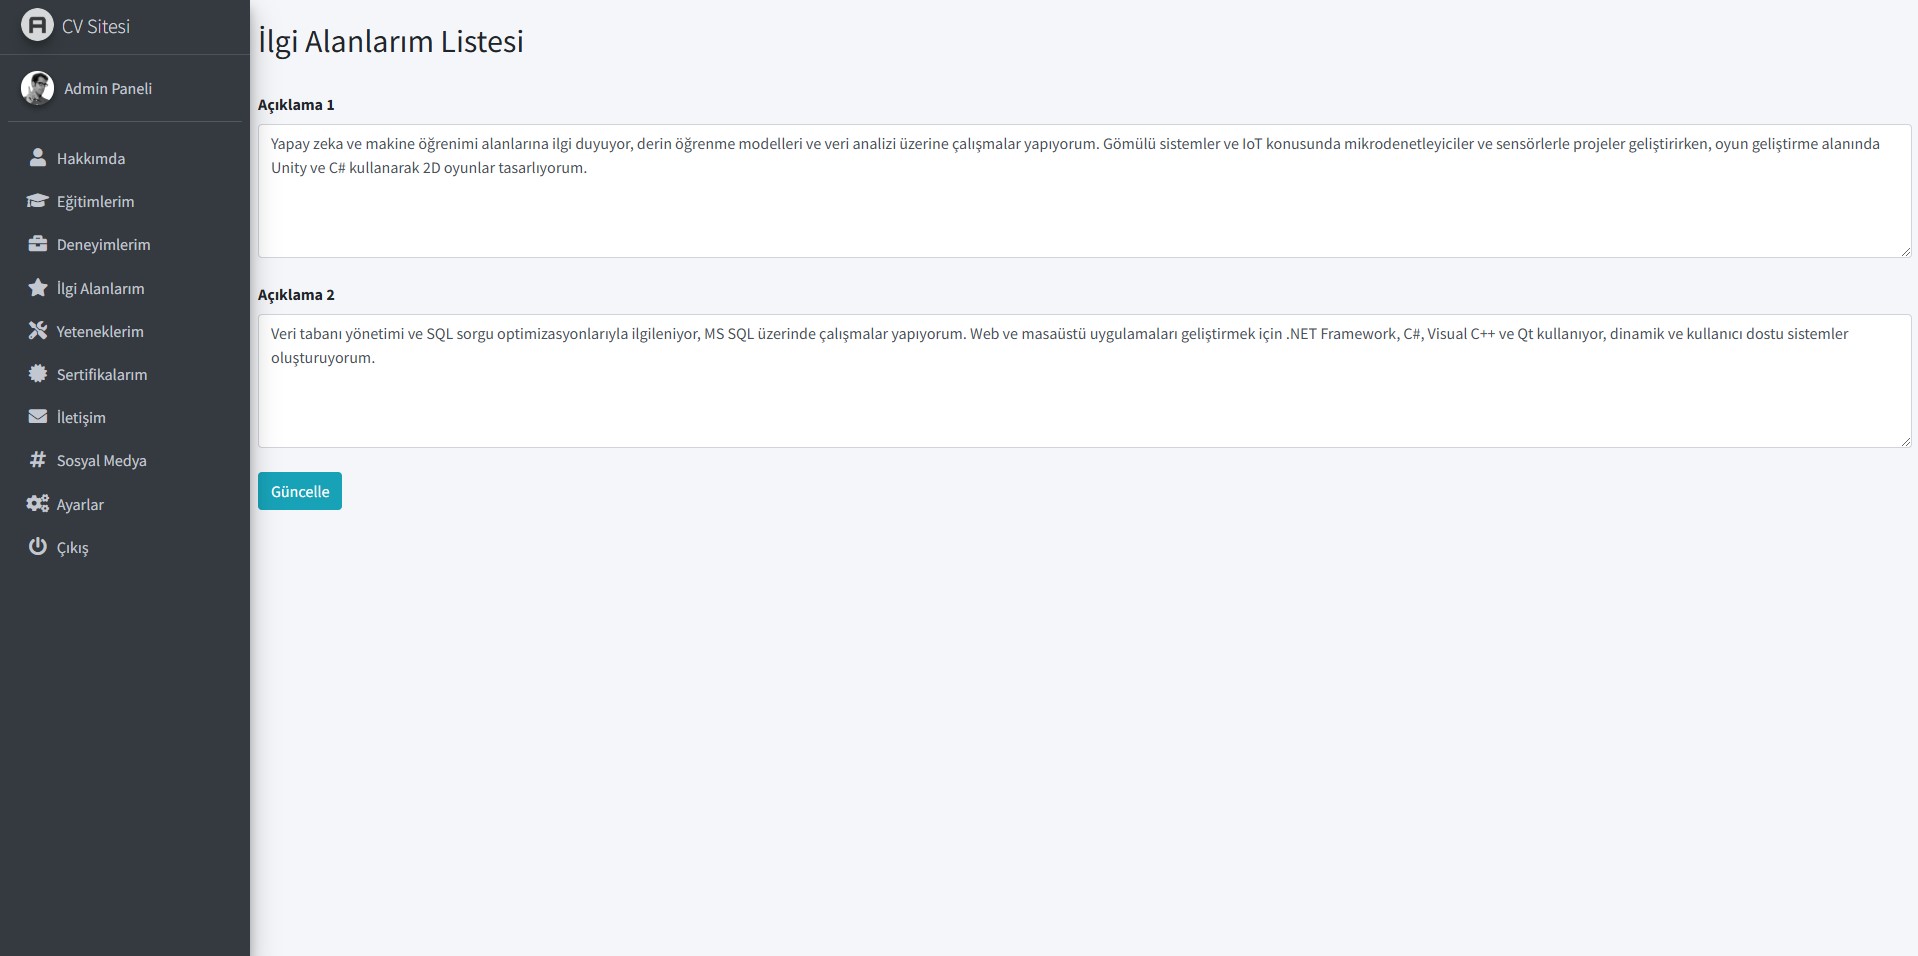 CV Sitesi
Admin Paneli
Hakkımda
Eğitimlerim
Deneyimlerim
İlgi Alanlarım
Yeteneklerim
Sertifikalarım
İletişim
Sosyal Medya
Ayarlar
Çıkış
İlgi Alanlarım Listesi
Açıklama 1
Yapay zeka ve makine öğrenimi alanlarına ilgi duyuyor, derin öğrenme modelleri ve veri analizi üzerine çalışmalar yapıyorum. Gömülü sistemler ve IoT konusunda mikrodenetleyiciler ve sensörlerle projeler geliştirirken, oyun geliştirme alanında
Unity ve C# kullanarak 2D oyunlar tasarlıyorum.
Açıklama 2
Veri tabanı yönetimi ve SQL sorgu optimizasyonlarıyla ilgileniyor, MS SQL üzerinde çalışmalar yapıyorum. Web ve masaüstü uygulamaları geliştirmek için .NET Framework, C#, Visual C++ ve Qt kullanıyor, dinamik ve kullanıcı dostu sistemler
oluşturuyorum.
Güncelle